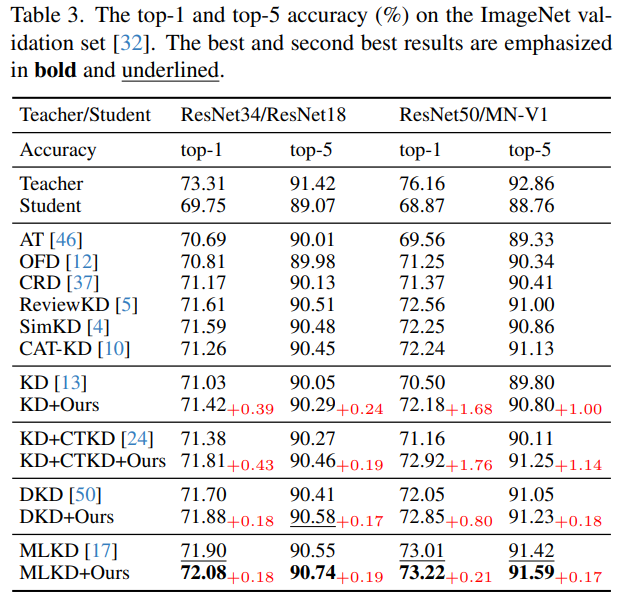 Table 3. The top-1 and top-5 accuracy (%) on the ImageNet val-
idation set [32]. The best and second best results are emphasized
in bold and underlined.
Teacher/Student ResNet34/ResNet18 ResNet50/MN-V1
Accuracy top-1 top-5 top-1 top-5
Teacher 73.31 91.42 76.16 92.86
Student 69.75 89.07 68.87 88.76
AT [46] 70.69 90.01 69.56 89.33
OFD [12] 70.81 89.98 71.25 90.34
CRD [37] 71.17 90.13 71.37 90.41
ReviewKD [5] 71.61 90.51 72.56 91.00
SimKD [4] 71.59 90.48 72.25 90.86
CAT-KD [10] 71.26 90.45 72.24 91.13
KD [13] 71.03 90.05 70.50 89.80
KD+Ours 71.42+0.39 90.29+0.24 72.18+1.68 90.80+1.00
KD+CTKD [24] 71.38 90.27 71.16 90.11
KD+CTKD+Ours 71.81+0.43 90.46+0.19 72.92+1.76 91.25+1.14
DKD [50] 71.70 90.41 72.05 91.05
DKD+Ours 71.88+0.18 90.58+0.17 72.85+0.80 91.23+0.18
MLKD [17] 71.90 90.55 73.01 91.42
MLKD+Ours 72.08+0.18 90.74+0.19 73.22+0.21 91.59+0.17